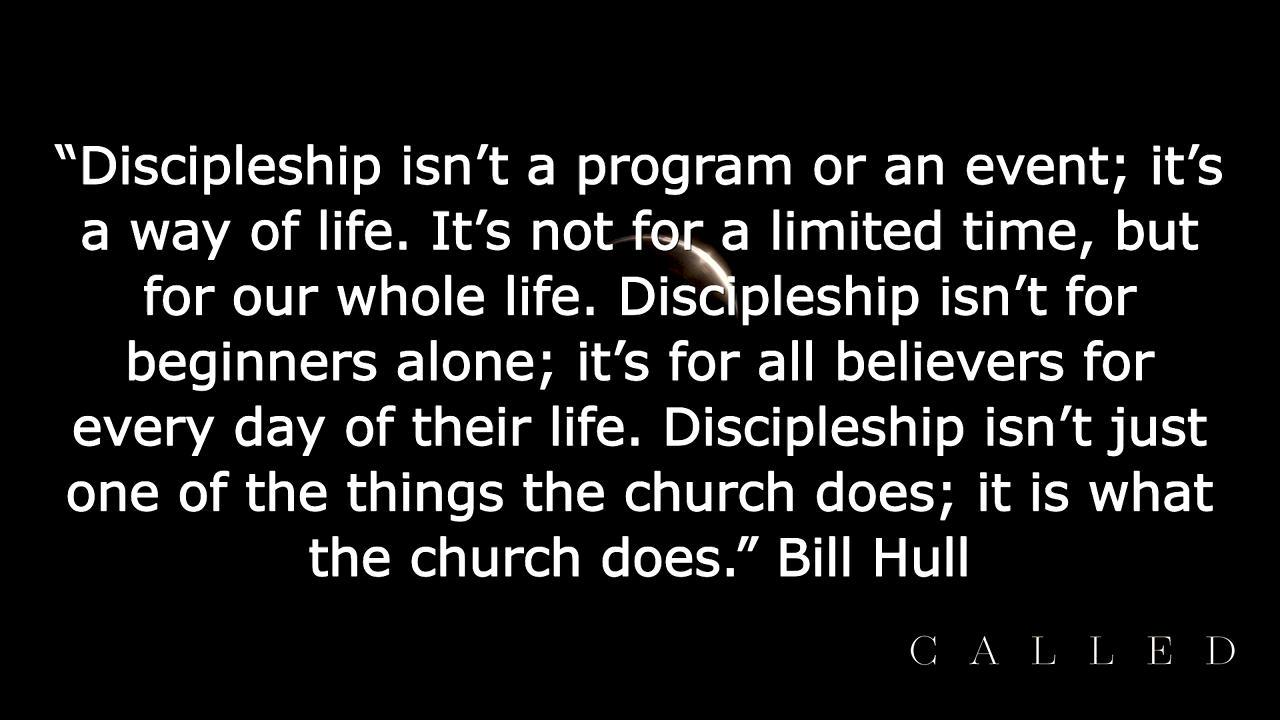 “Discipleship isn’t a program or an event; it’s
a way of life. It’s not for a limited time, but
for our whole life. Discipleship isn’t for
beginners alone; it’s for all believers for
every day of their life. Discipleship isn’t just
one of the things the church does; it is what
the church does.” Bill Hull
CALLED